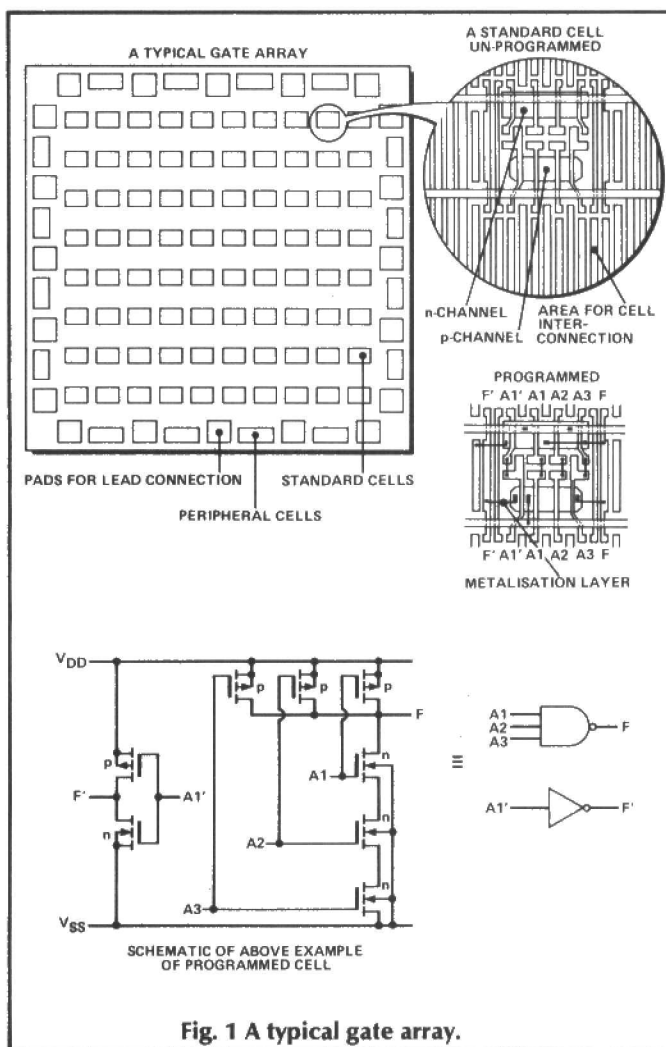 A TYPICAL GATE ARRAY
A STANDARD CELL
UN-PROGRAMMED
n-CHANNEL
p-CHANNEL
AREA FOR CELL
INTER-
CONNECTION
PADS FOR LEAD CONNECTION
STANDARD CELLS
PERIPHERAL CELLS
PROGRAMMED
F' A1' A1 A2 A3 F
F' A1' A1 A2 A3 F
METALISATION LAYER
VDD
p
p
p
p
F
n
A1
n
A2
n
A3
F'
A1'
n
VSS
≡
A1
A2
A3
F
A1'
F'
SCHEMATIC OF ABOVE EXAMPLE
OF PROGRAMMED CELL
Fig. 1 A typical gate array.